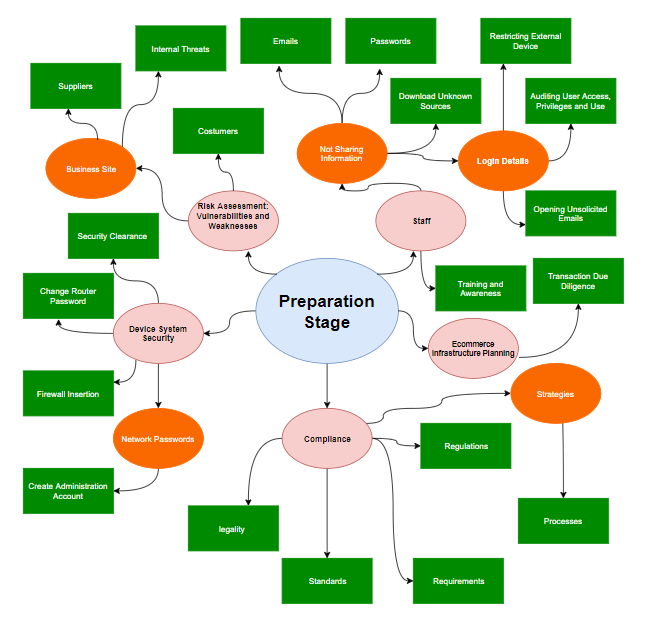 Restricting External
Device
Emails
Passwords
Internal Threats
Suppliers
Download Unknown
Sources
Auditing User Access,
Privileges and Use
Costumers
Not Sharing
Information
Login Details
Business Site
Risk Assessment:
Vulnerabilities and
Weaknesses
Staff
Opening Unsolicited
Emails
Security Clearance
Change Router
Password
Preparation
Stage
Training and
Awareness
Transaction Due
Diligence
Device System
Security
Ecommerce
Infrastructure Planning
Firewall Insertion
Strategies
Network Passwords
Compliance
Regulations
Create Administration
Account
legality
Processes
Standards
Requirements